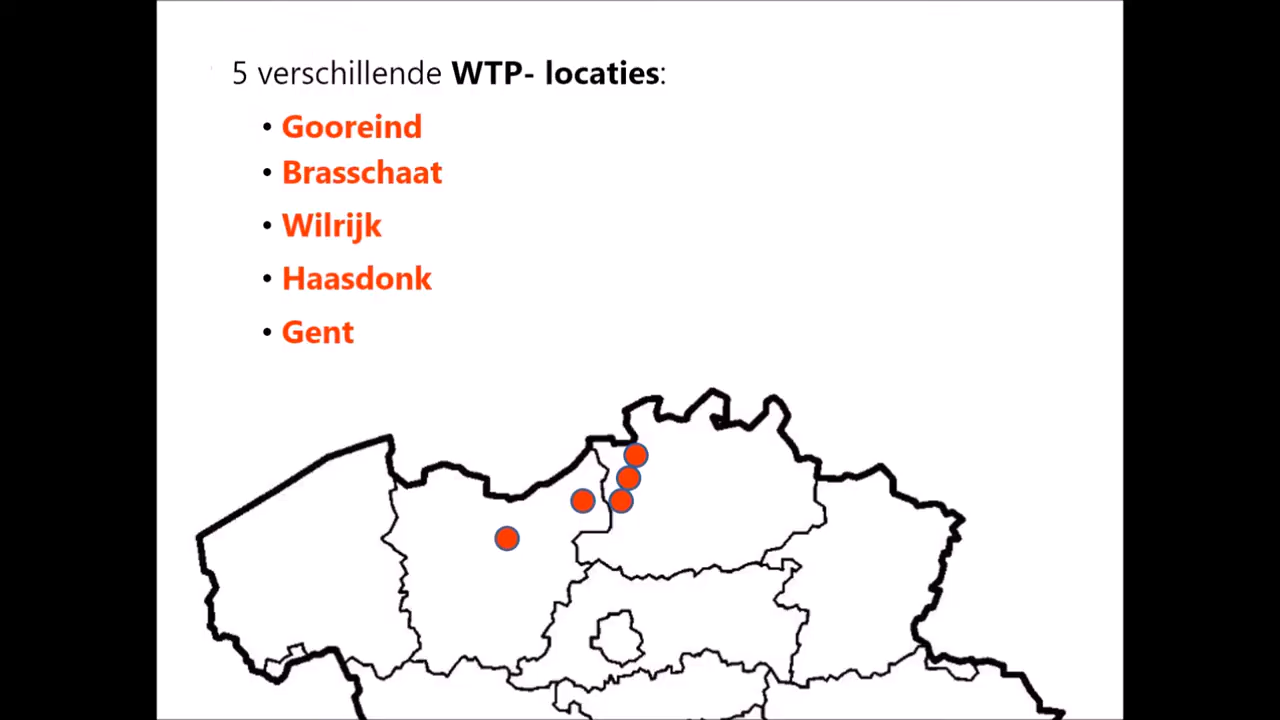 5 verschillende WTP- locaties:
• Gooreind
• Brasschaat
• Wilrijk
• Haasdonk
• Gent